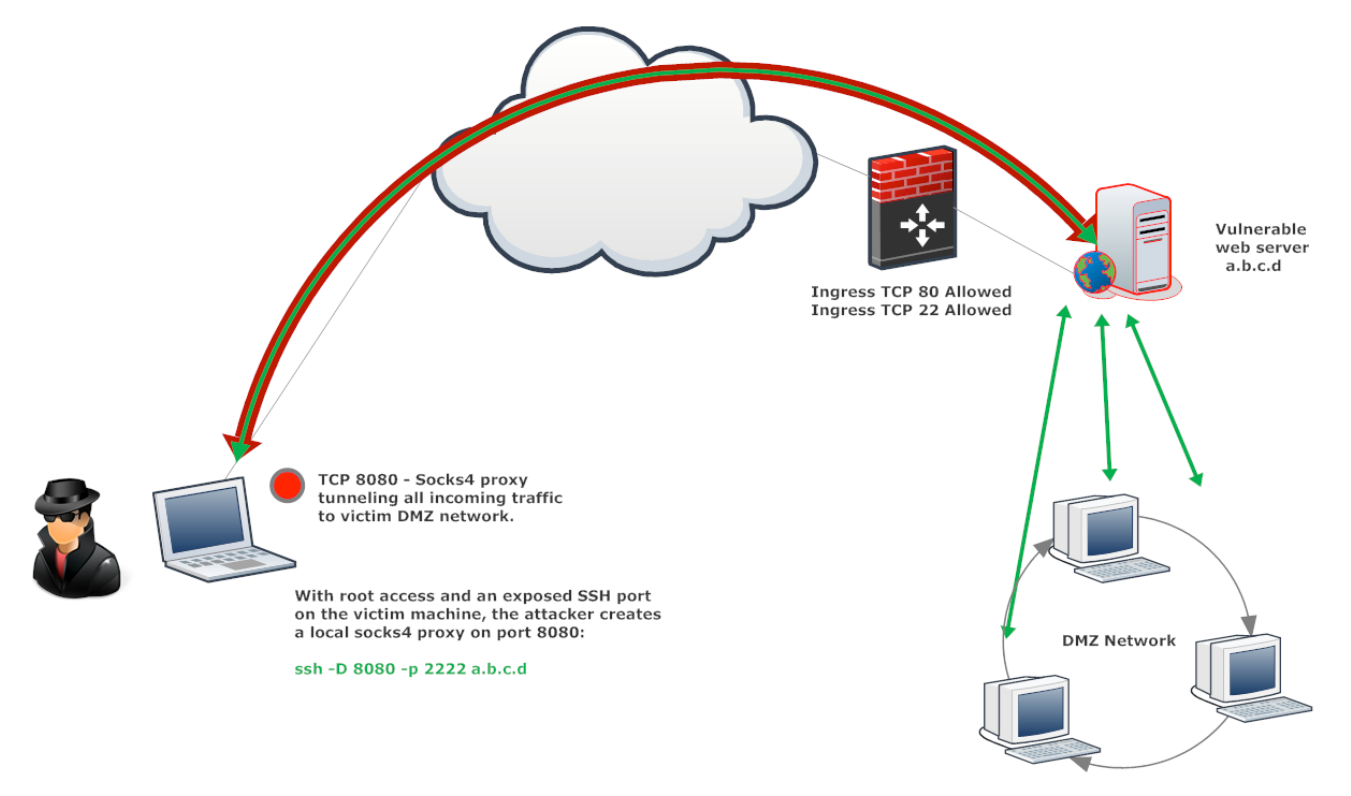 Vulnerable
web server
a.b.c.d
Ingress TCP 80 Allowed
Ingress TCP 22 Allowed
TCP 8080 - Socks4 proxy
tunneling all incoming traffic
to victim DMZ network.
With root access and an exposed SSH port
on the victim machine, the attacker creates
a local socks4 proxy on port 8080:
ssh -D 8080 -p 2222 a.b.c.d
DMZ Network